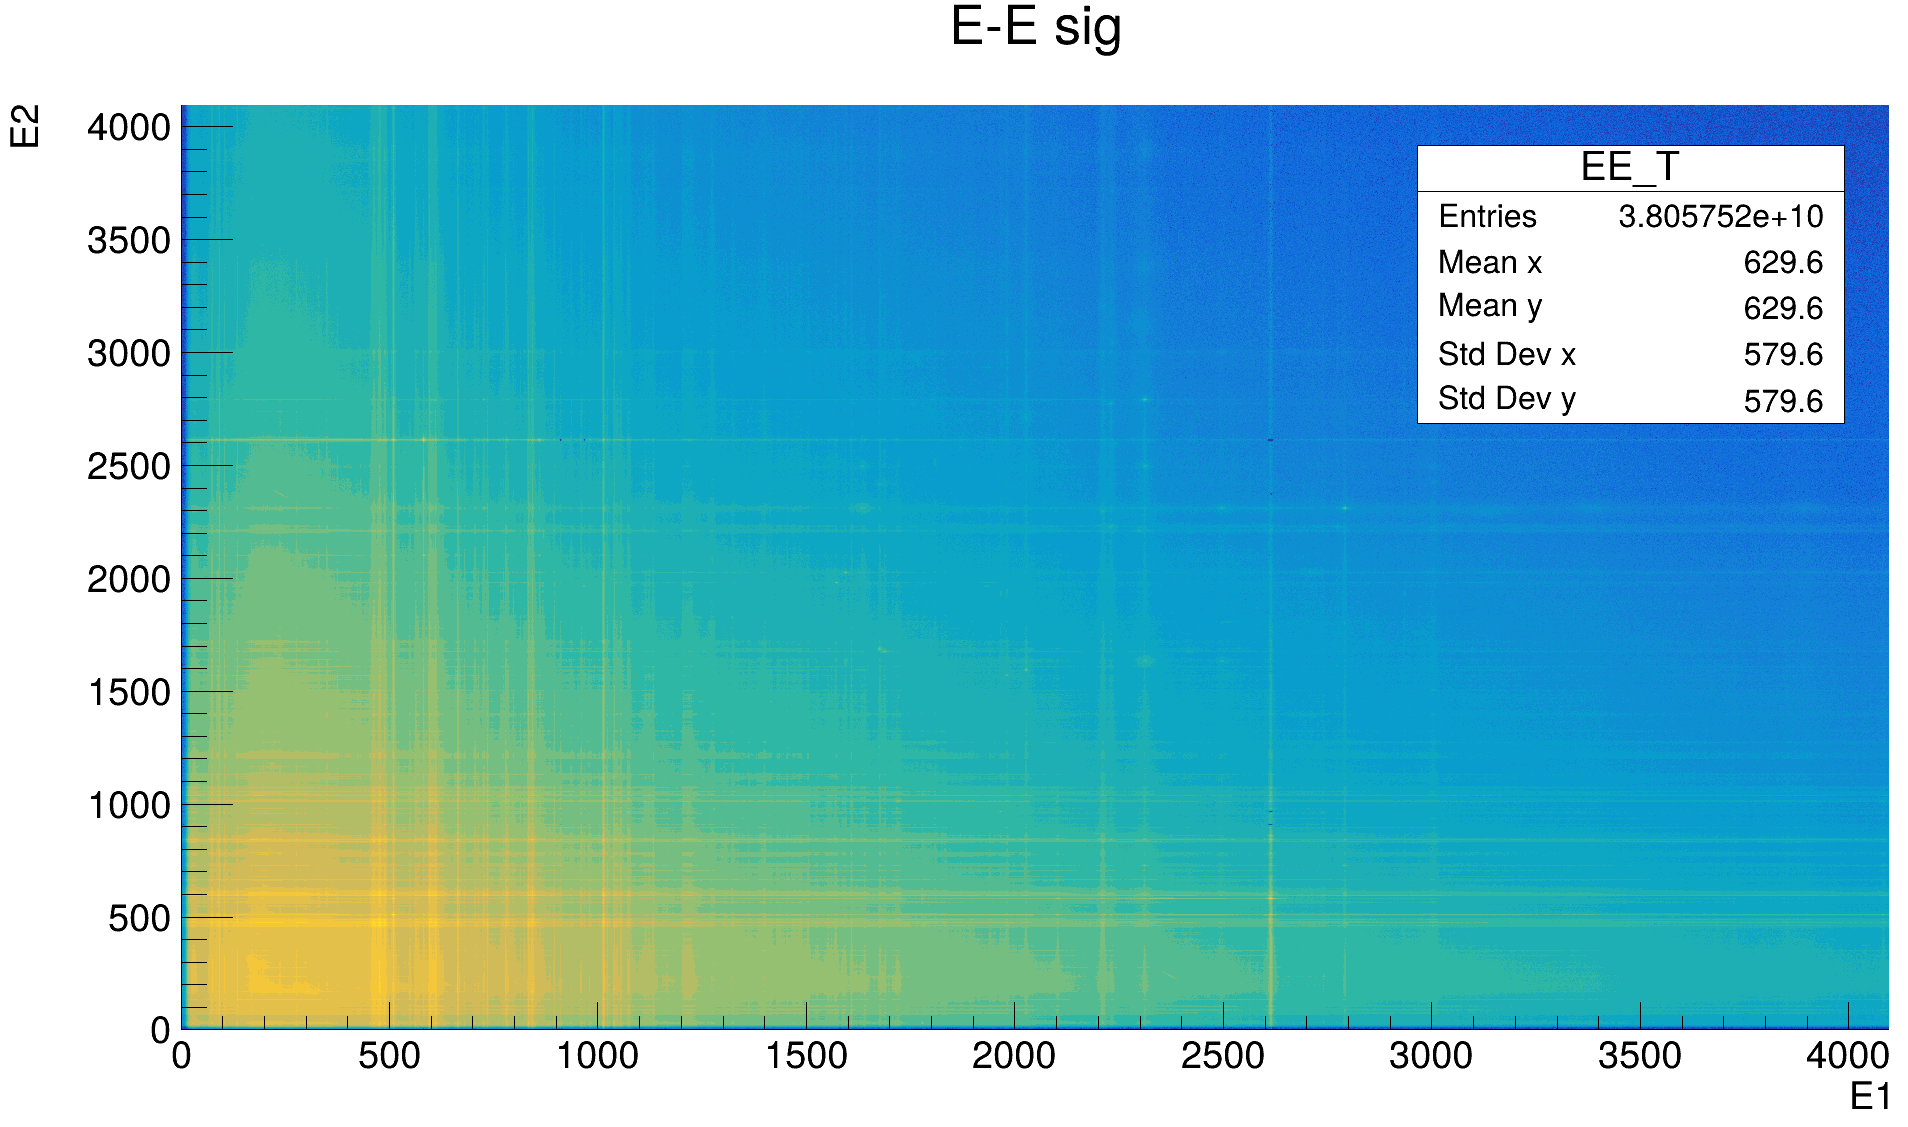 E-E sig
E2
4000
3500
3000
2500
2000
1500
1000
500
0
EE_T
Entries 3.805752e+10
Mean x 629.6
Mean y 629.6
Std Dev x 579.6
Std Dev y 579.6
0 500 1000 1500 2000 2500 3000 3500 4000
E1